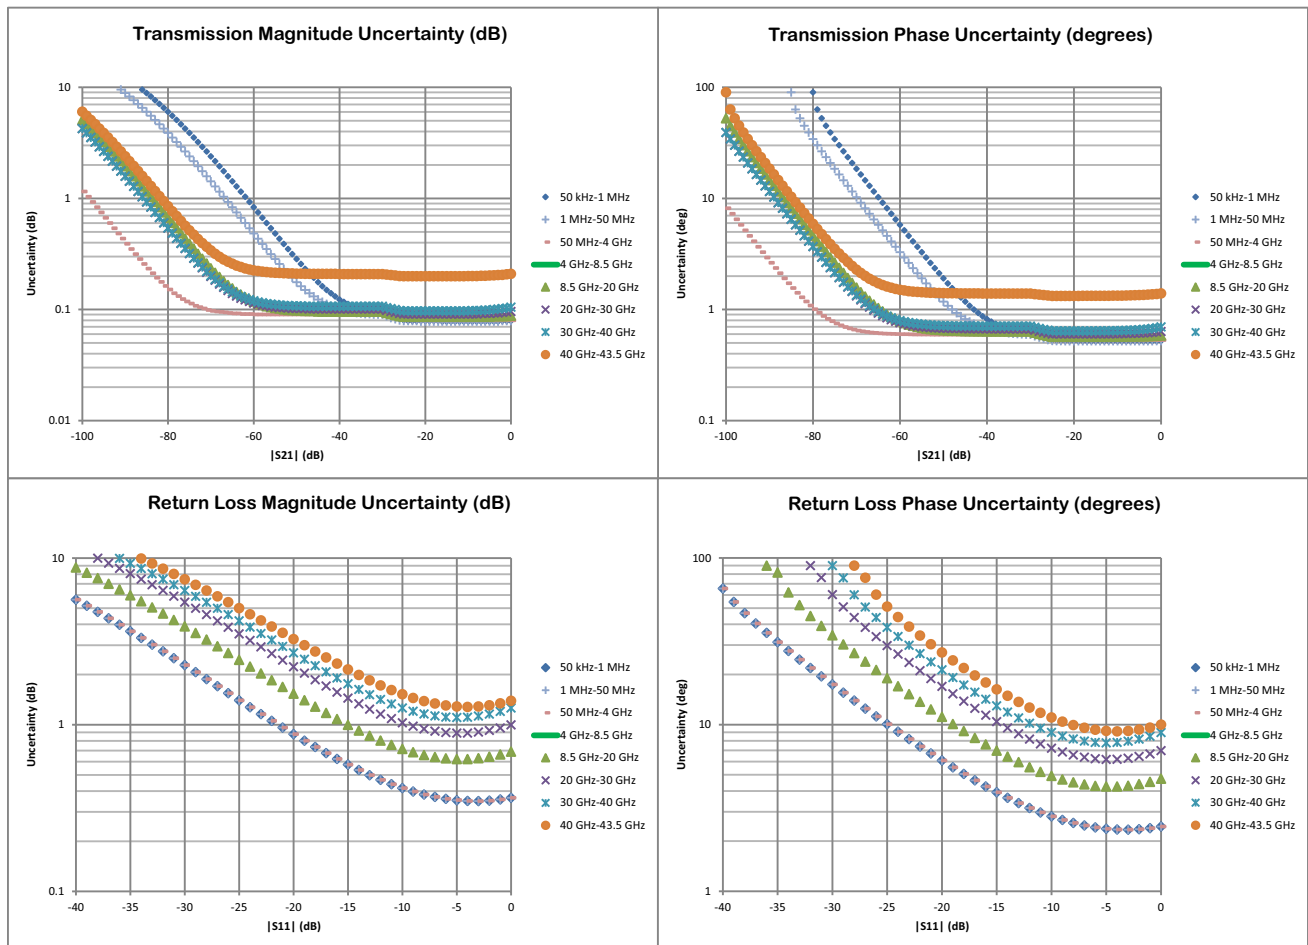 Transmission Magnitude Uncertainty (dB)
Uncertainty (dB)
10
1
0.1
0.01
-100 -80 -60 -40 -20 0
|S21| (dB)
50 kHz-1 MHz
1 MHz-50 MHz
50 MHz-4 GHz
4 GHz-8.5 GHz
8.5 GHz-20 GHz
20 GHz-30 GHz
30 GHz-40 GHz
40 GHz-43.5 GHz
Transmission Phase Uncertainty (degrees)
Uncertainty (deg)
100
10
1
0.1
-100 -80 -60 -40 -20 0
|S21| (dB)
50 kHz-1 MHz
1 MHz-50 MHz
50 MHz-4 GHz
4 GHz-8.5 GHz
8.5 GHz-20 GHz
20 GHz-30 GHz
30 GHz-40 GHz
40 GHz-43.5 GHz
Return Loss Magnitude Uncertainty (dB)
Uncertainty (dB)
10
1
0.1
-40 -35 -30 -25 -20 -15 -10 -5 0
|S11| (dB)
50 kHz-1 MHz
1 MHz-50 MHz
50 MHz-4 GHz
4 GHz-8.5 GHz
8.5 GHz-20 GHz
20 GHz-30 GHz
30 GHz-40 GHz
40 GHz-43.5 GHz
Return Loss Phase Uncertainty (degrees)
Uncertainty (deg)
100
10
1
-40 -35 -30 -25 -20 -15 -10 -5 0
|S11| (dB)
50 kHz-1 MHz
1 MHz-50 MHz
50 MHz-4 GHz
4 GHz-8.5 GHz
8.5 GHz-20 GHz
20 GHz-30 GHz
30 GHz-40 GHz
40 GHz-43.5 GHz